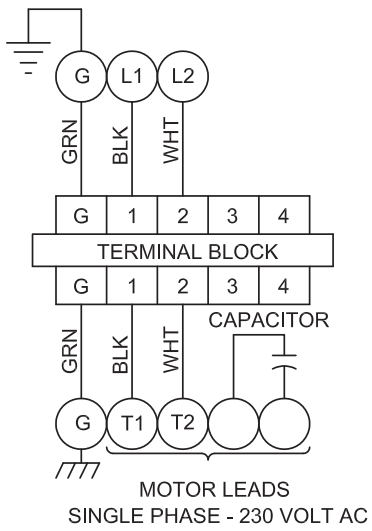 G L1 L2
GRN BLK WHT
G 1 2 3 4
TERMINAL BLOCK
G 1 2 3 4
CAPACITOR
GRN BLK WHT
G T1 T2
MOTOR LEADS
SINGLE PHASE - 230 VOLT AC